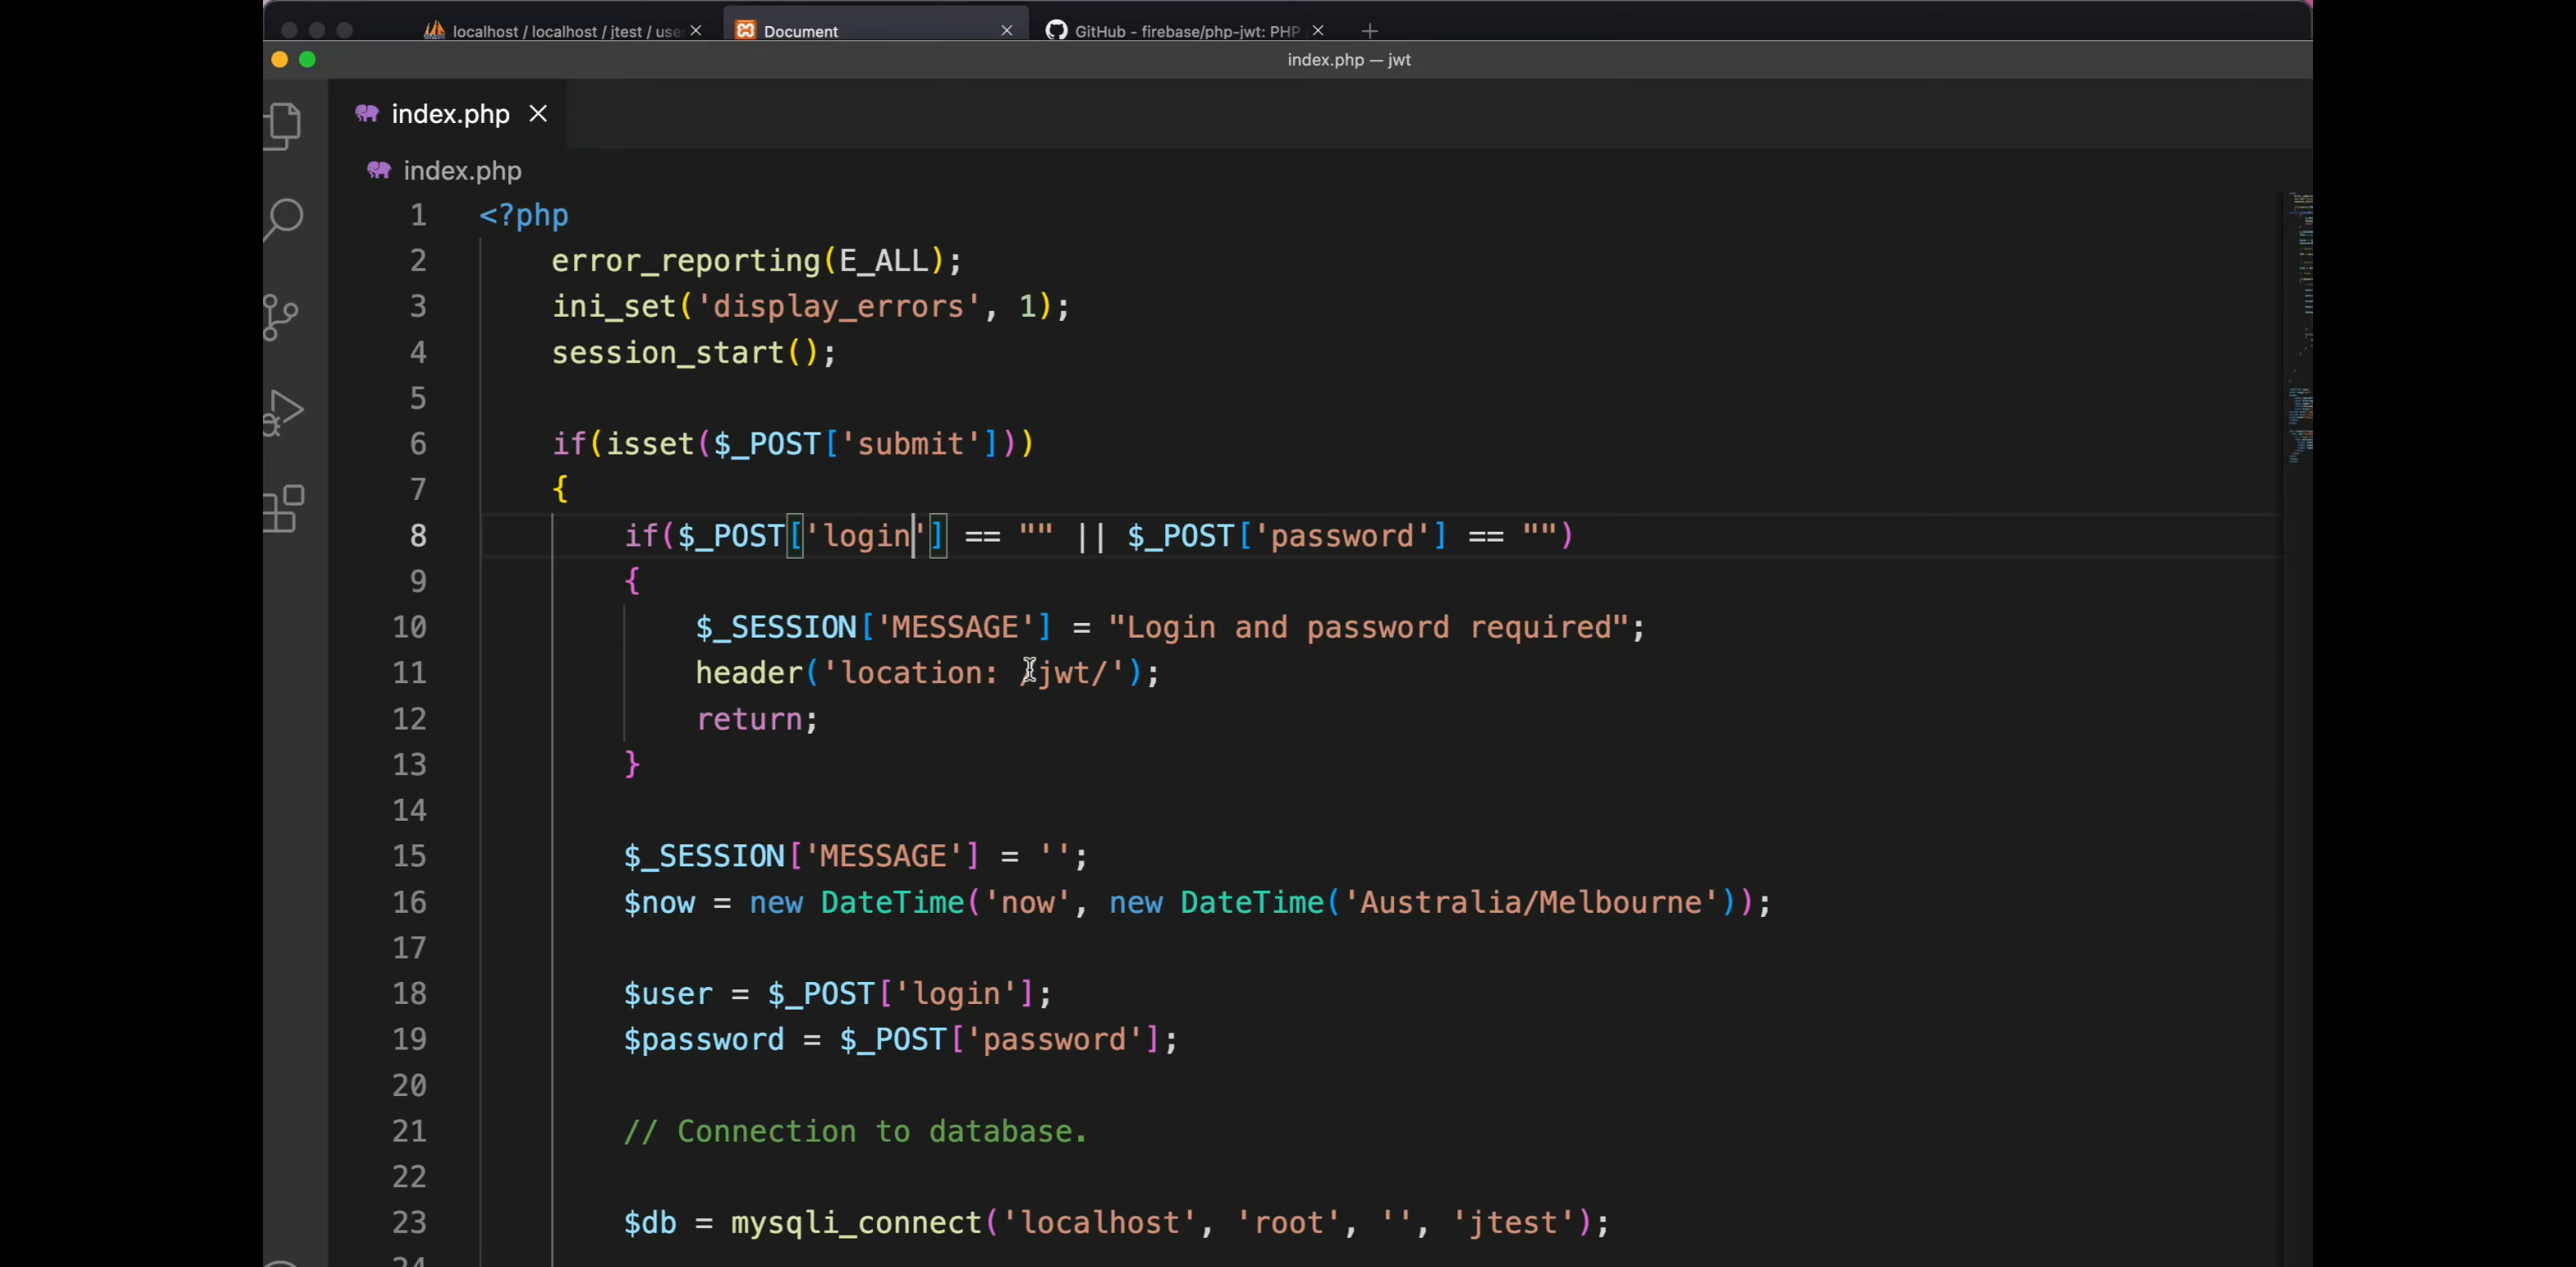 localhost / localhost / jtest / use
Document
GitHub - firebase/php-jwt: PHP
index.php — jwt
index.php
index.php
1 <?php
2 error_reporting(E_ALL);
3 ini_set('display_errors', 1);
4 session_start();
5
6 if(isset($_POST['submit']))
7 {
8 if($_POST['login'] == "" || $_POST['password'] == "")
9 {
10 $_SESSION['MESSAGE'] = "Login and password required";
11 header('location: /jwt/');
12 return;
13 }
14
15 $_SESSION['MESSAGE'] = '';
16 $now = new DateTime('now', new DateTime('Australia/Melbourne'));
17
18 $user = $_POST['login'];
19 $password = $_POST['password'];
20
21 // Connection to database.
22
23 $db = mysqli_connect('localhost', 'root', '', 'jtest');
24